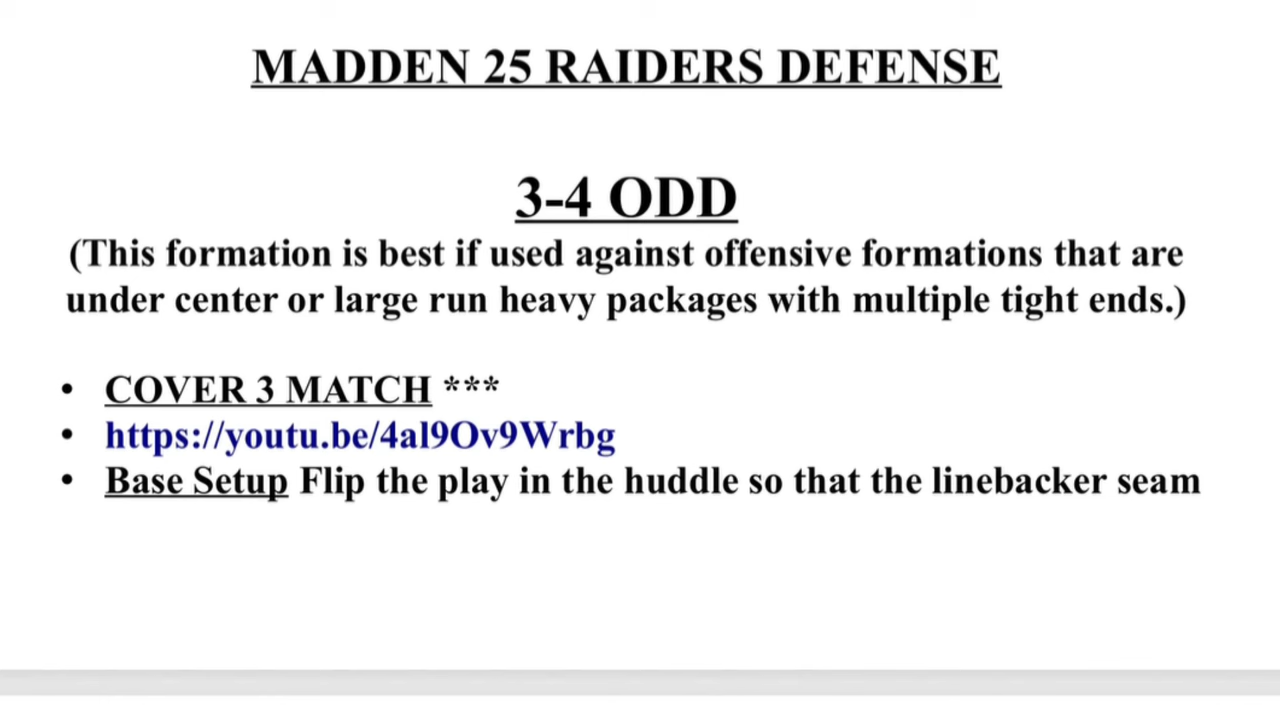 MADDEN 25 RAIDERS DEFENSE
3-4 ODD
(This formation is best if used against offensive formations that are
under center or large run heavy packages with multiple tight ends.)
• COVER 3 MATCH ***
• https://youtu.be/4al9Ov9Wrbg
• Base Setup Flip the play in the huddle so that the linebacker seam